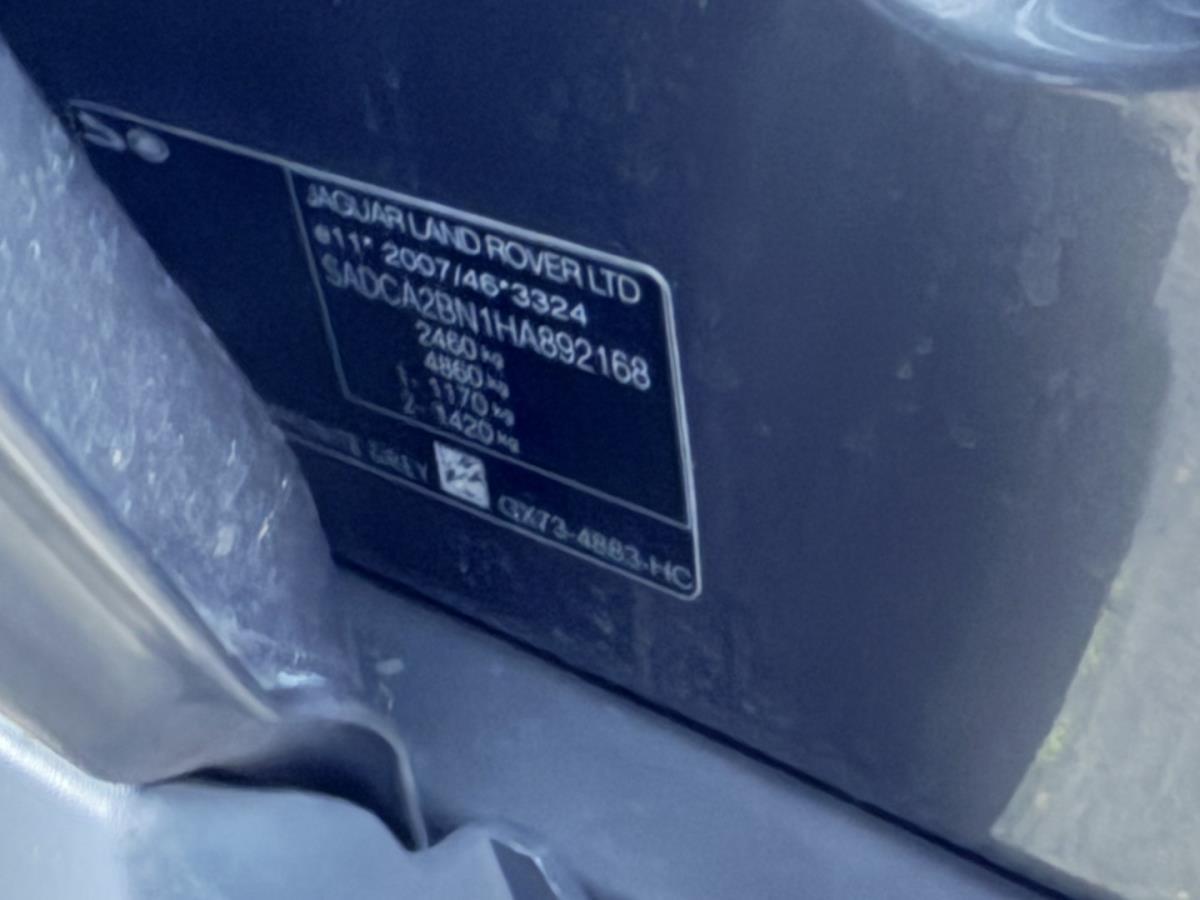 JAGUAR LAND ROVER LTD
e11* 2007/46*3324
SADCA2BN1HA892168
2460 kg
4860 kg
1- 1170 kg
2- 1420 kg
GREY
GX73-4883-HC